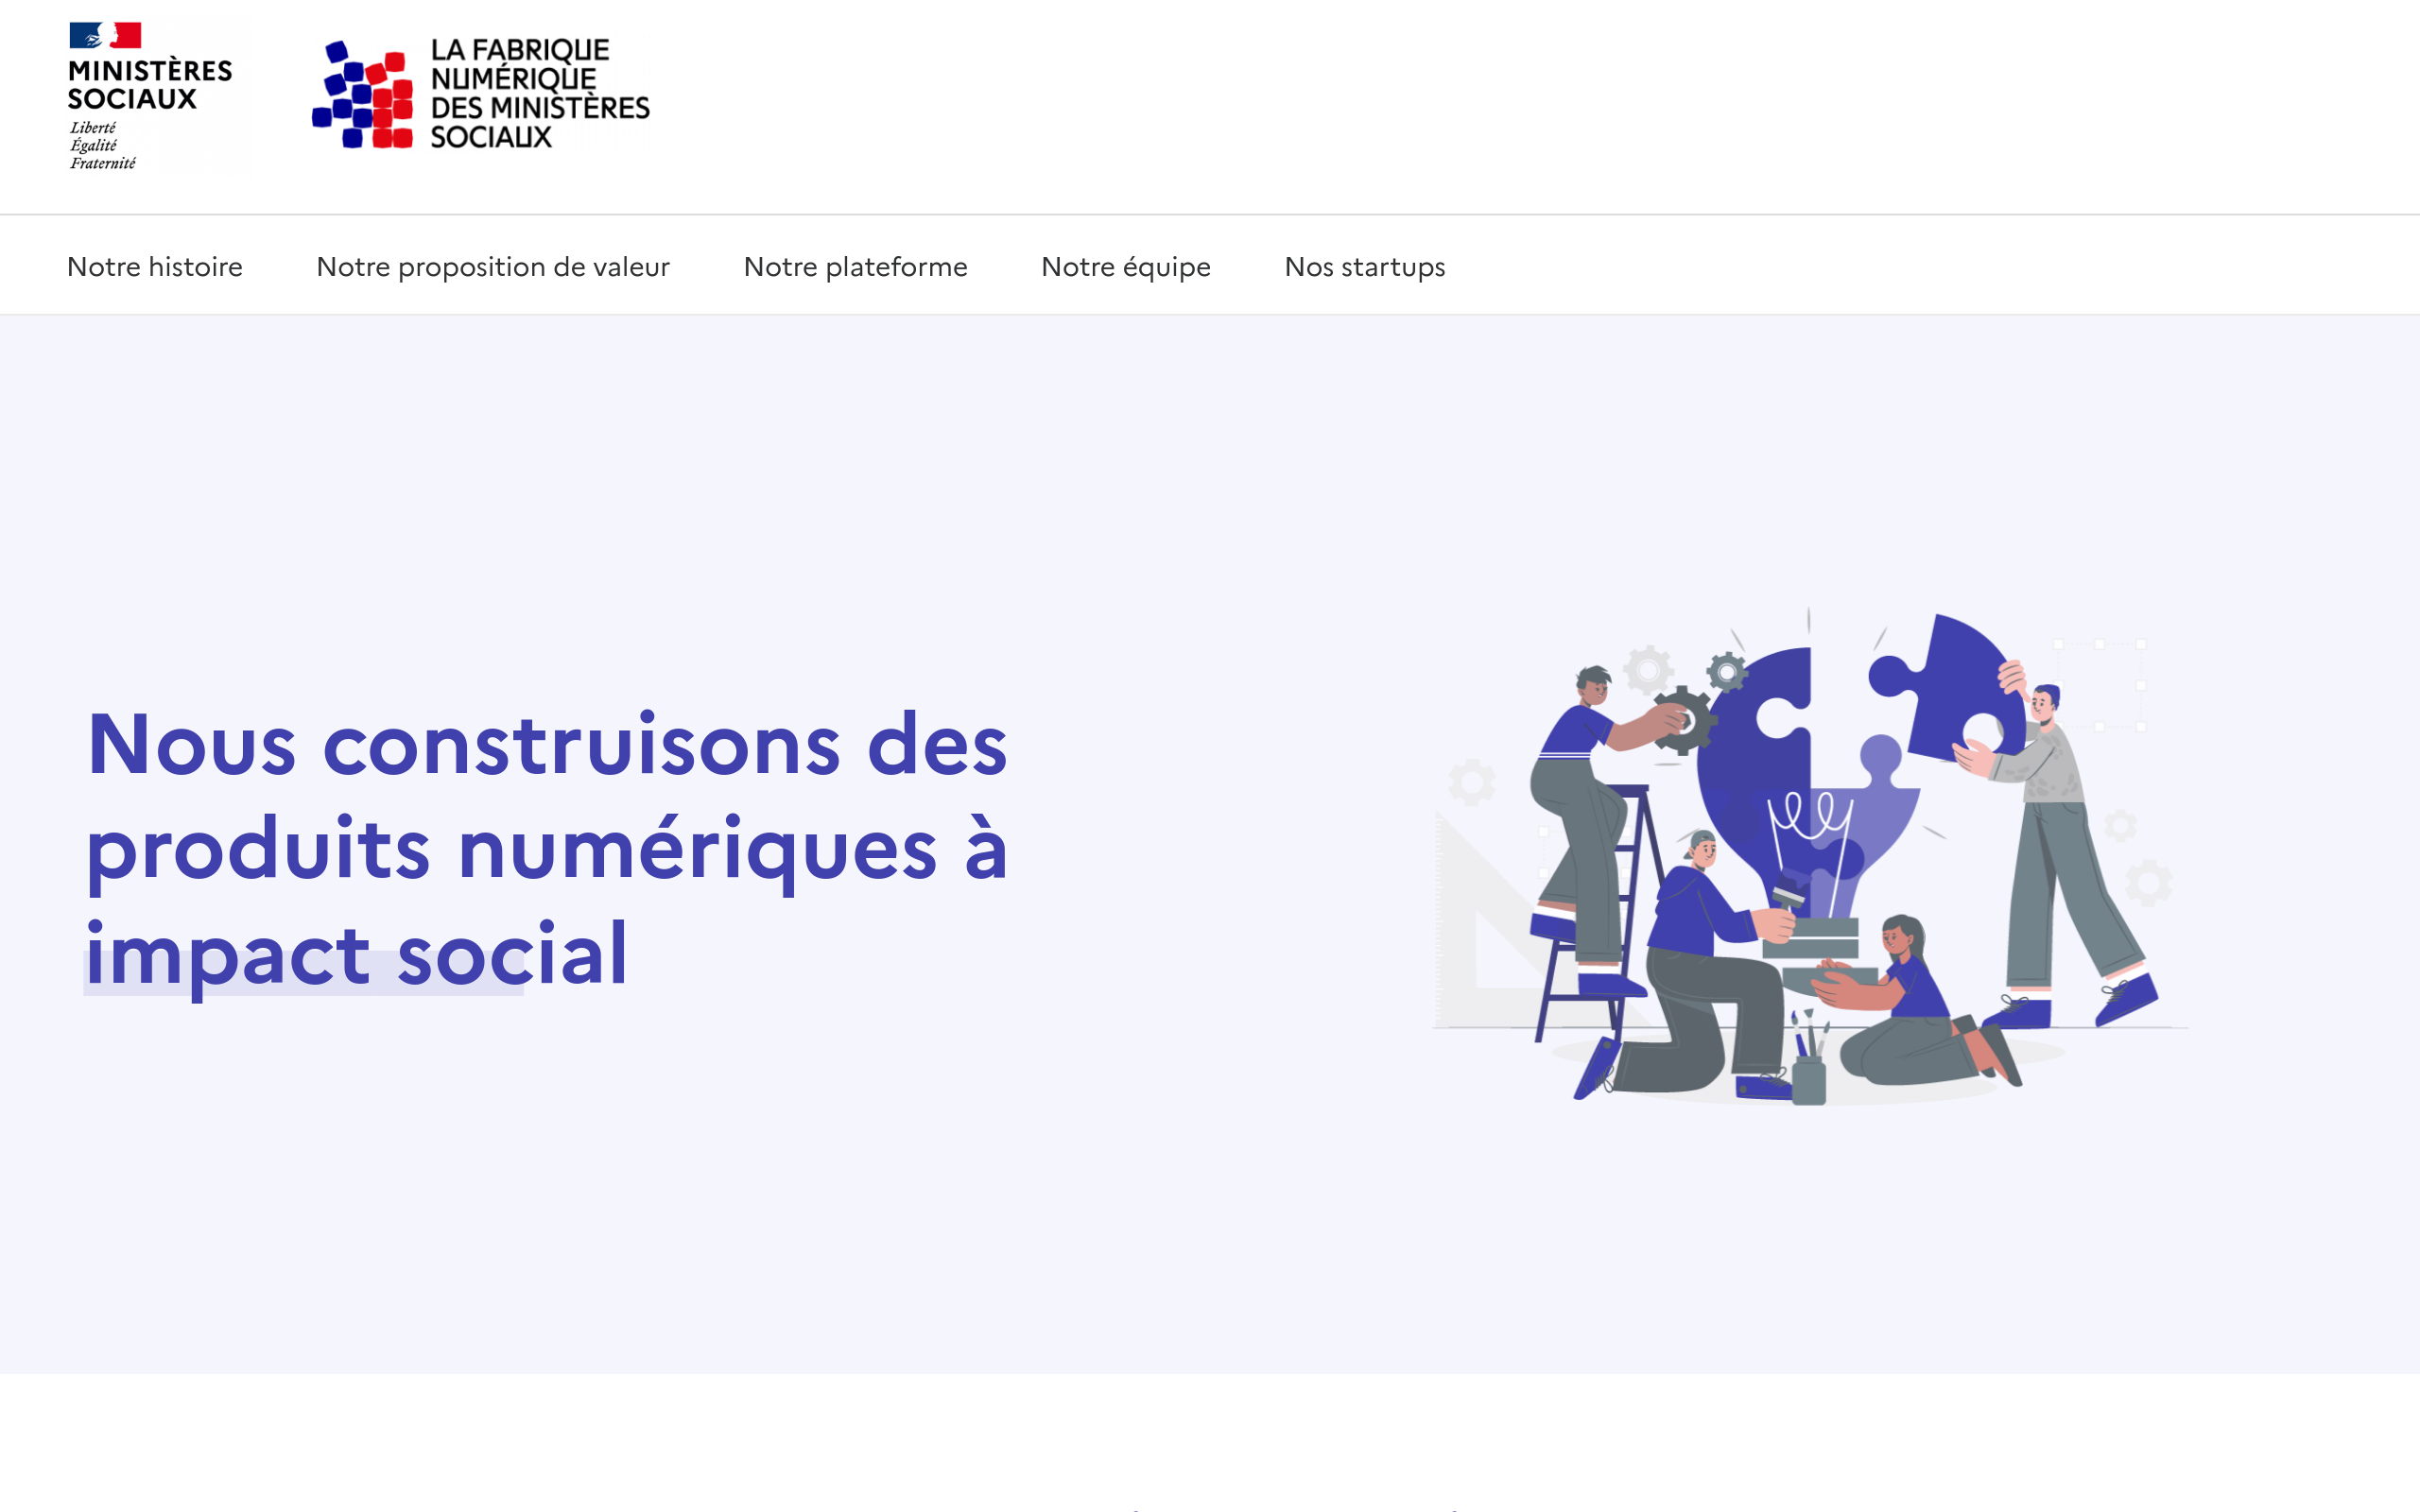 MINISTÈRES
SOCIAUX
Liberté
Égalité
Fraternité
LA FABRIQUE
NUMÉRIQUE
DES MINISTÈRES
SOCIAUX
Notre histoire
Notre proposition de valeur
Notre plateforme
Notre équipe
Nos startups
Nous construisons des
produits numériques à
impact social